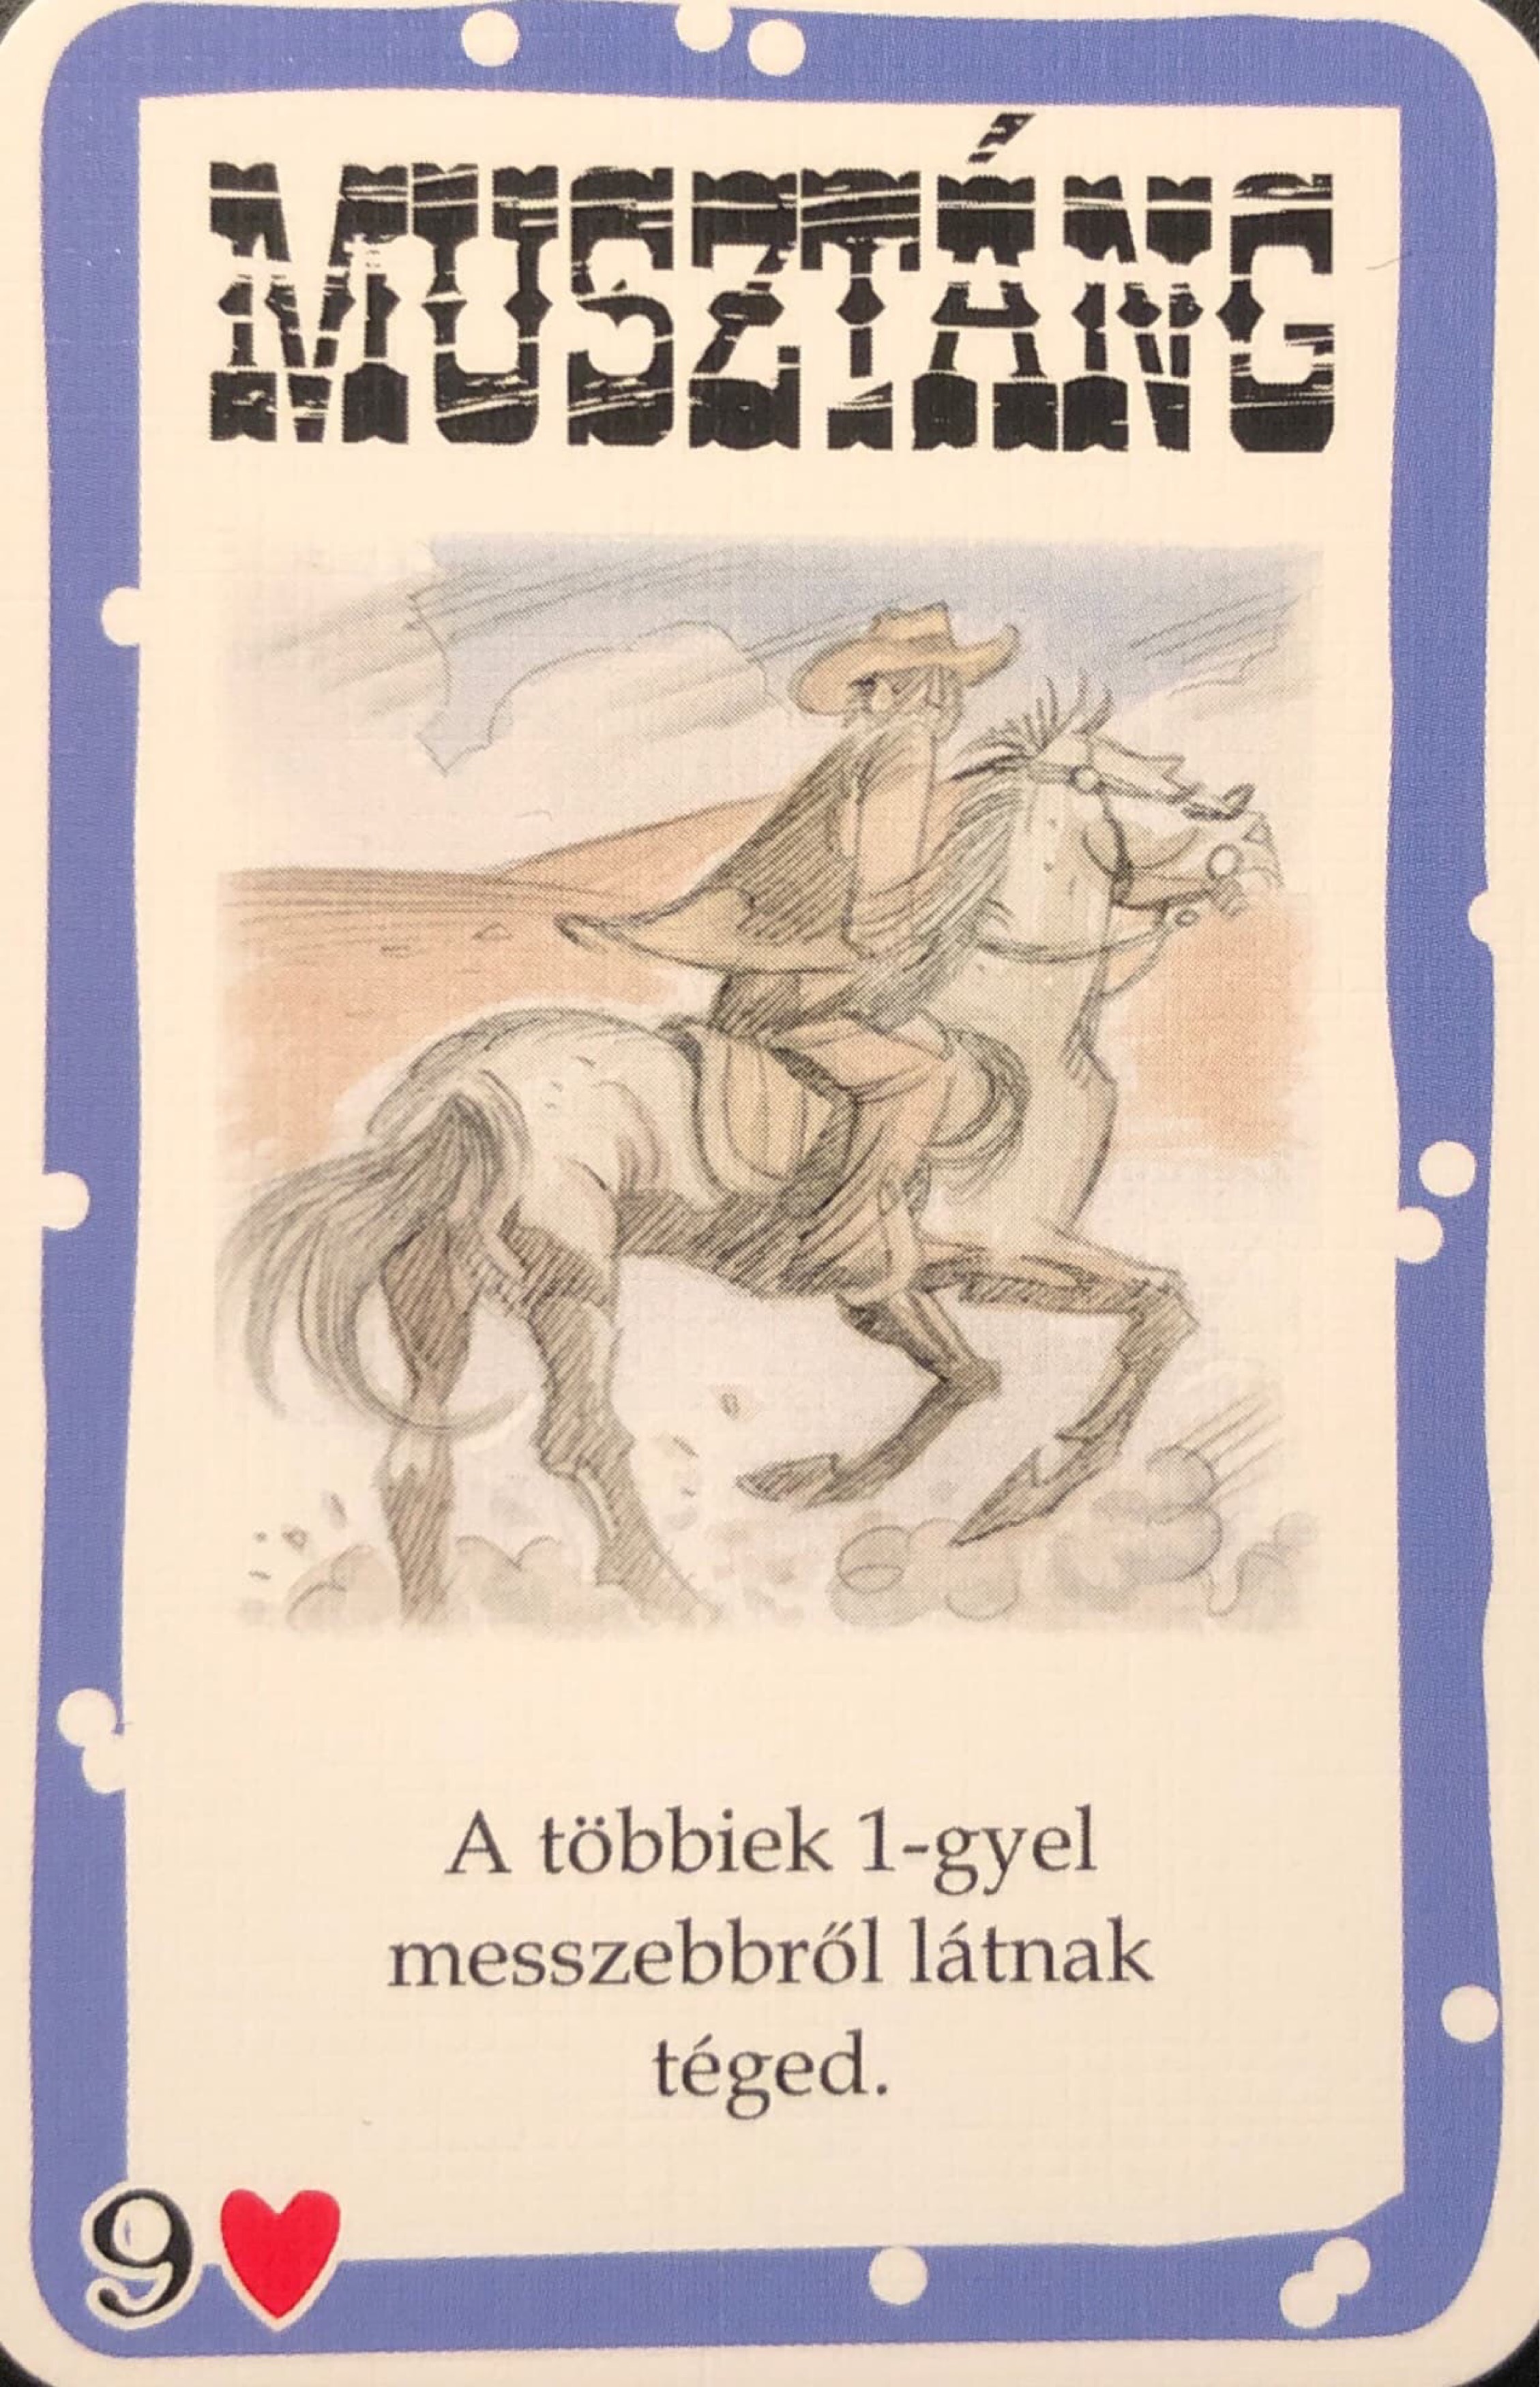 MUSZTÁNG
A többiek 1-gyel
messzebbről látnak
téged.
9